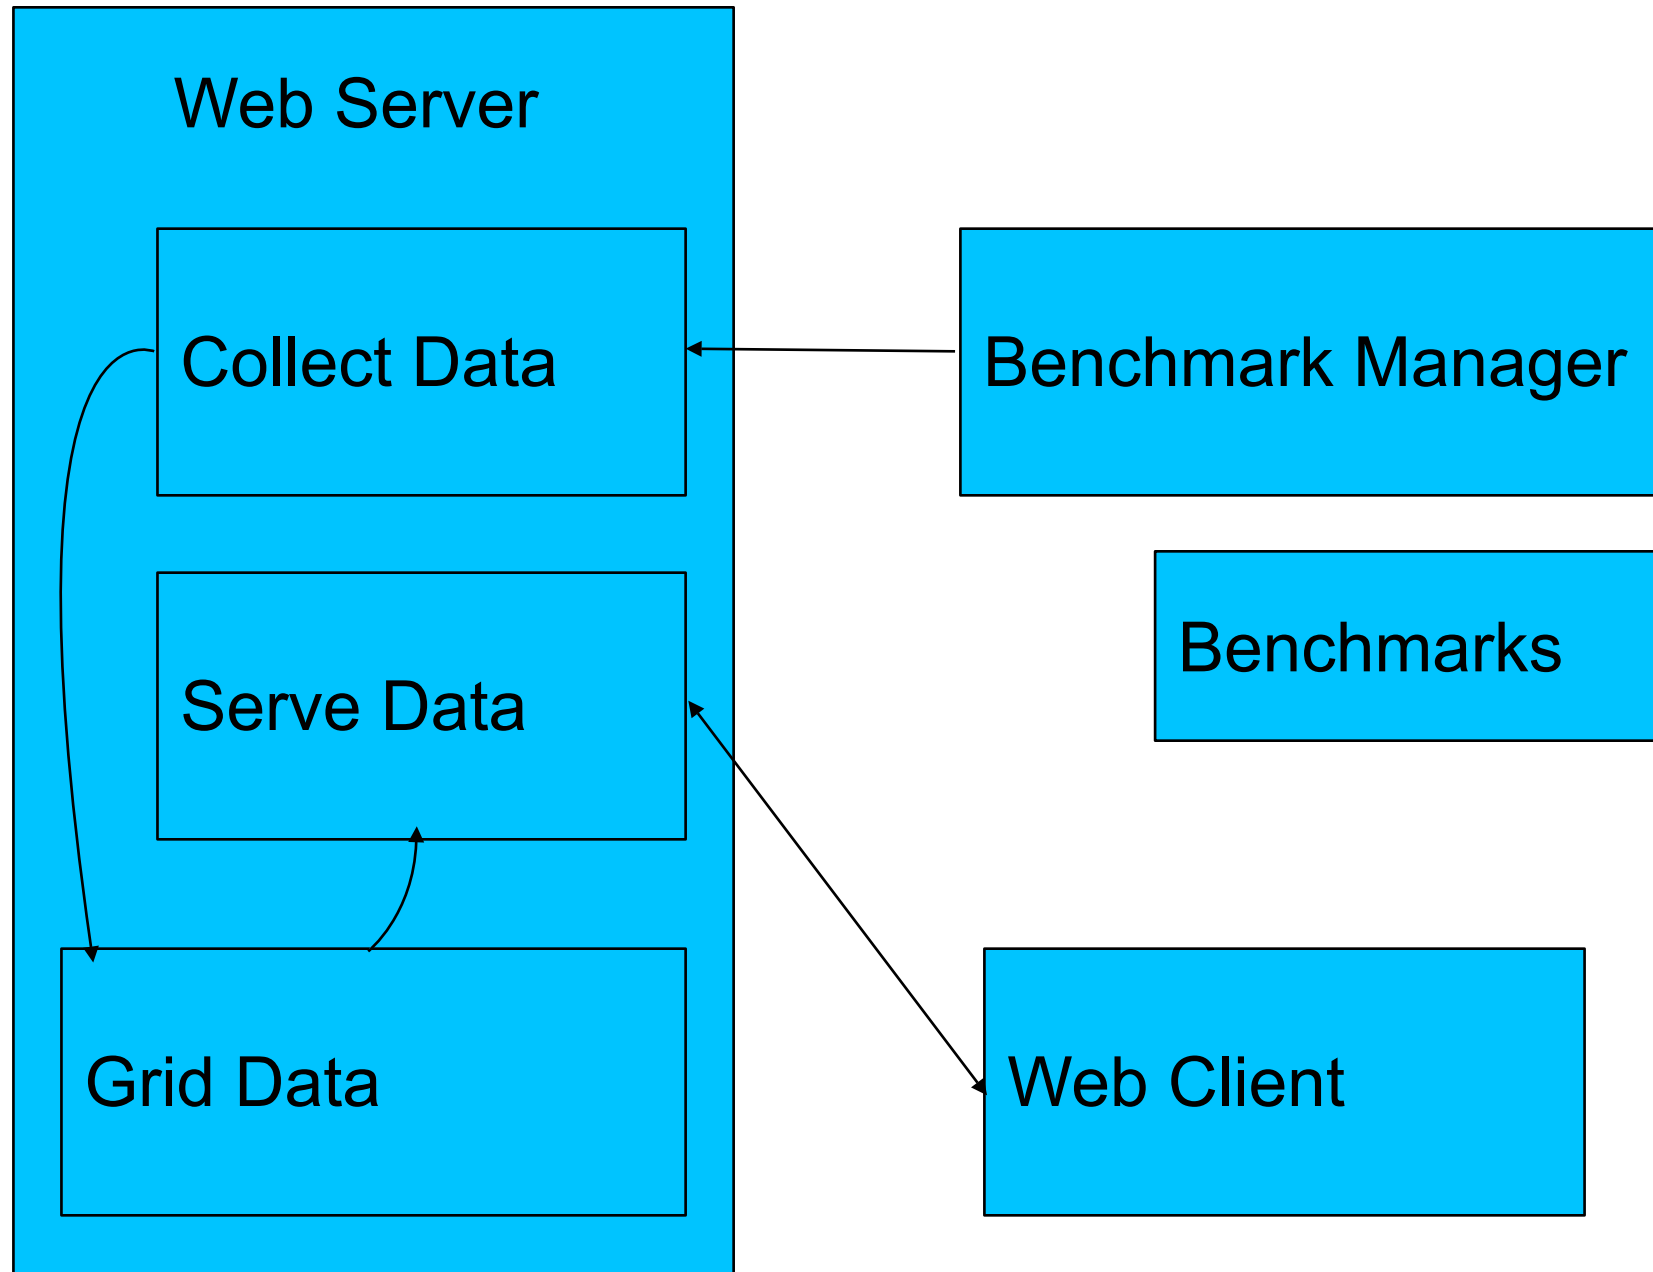 Web Server
Collect Data
Benchmark Manager
Benchmarks
Serve Data
Grid Data
Web Client